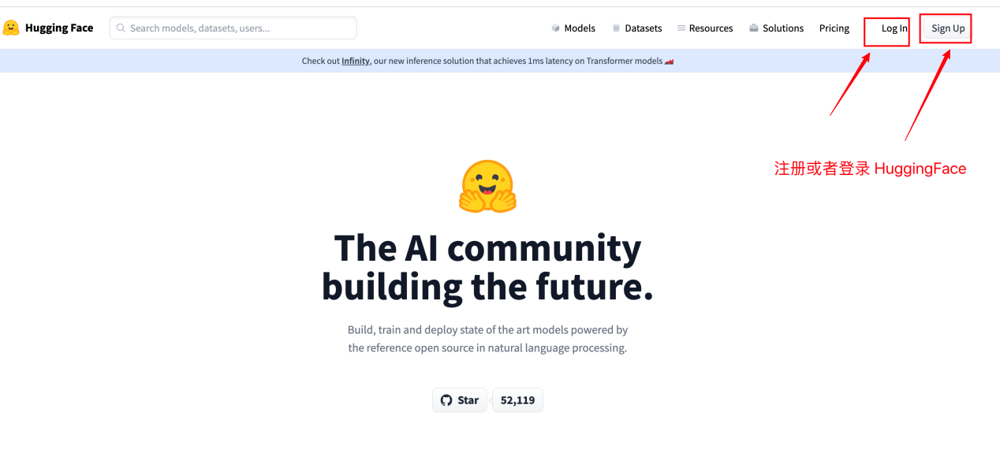 Hugging Face
Search models, datasets, users...
Models
Datasets
Resources
Solutions
Pricing
Log In
Sign Up
Check out Infinity, our new inference solution that achieves 1ms latency on Transformer models
注册或者登录 HuggingFace
The AI community
building the future.
Build, train and deploy state of the art models powered by
the reference open source in natural language processing.
Star
52,119